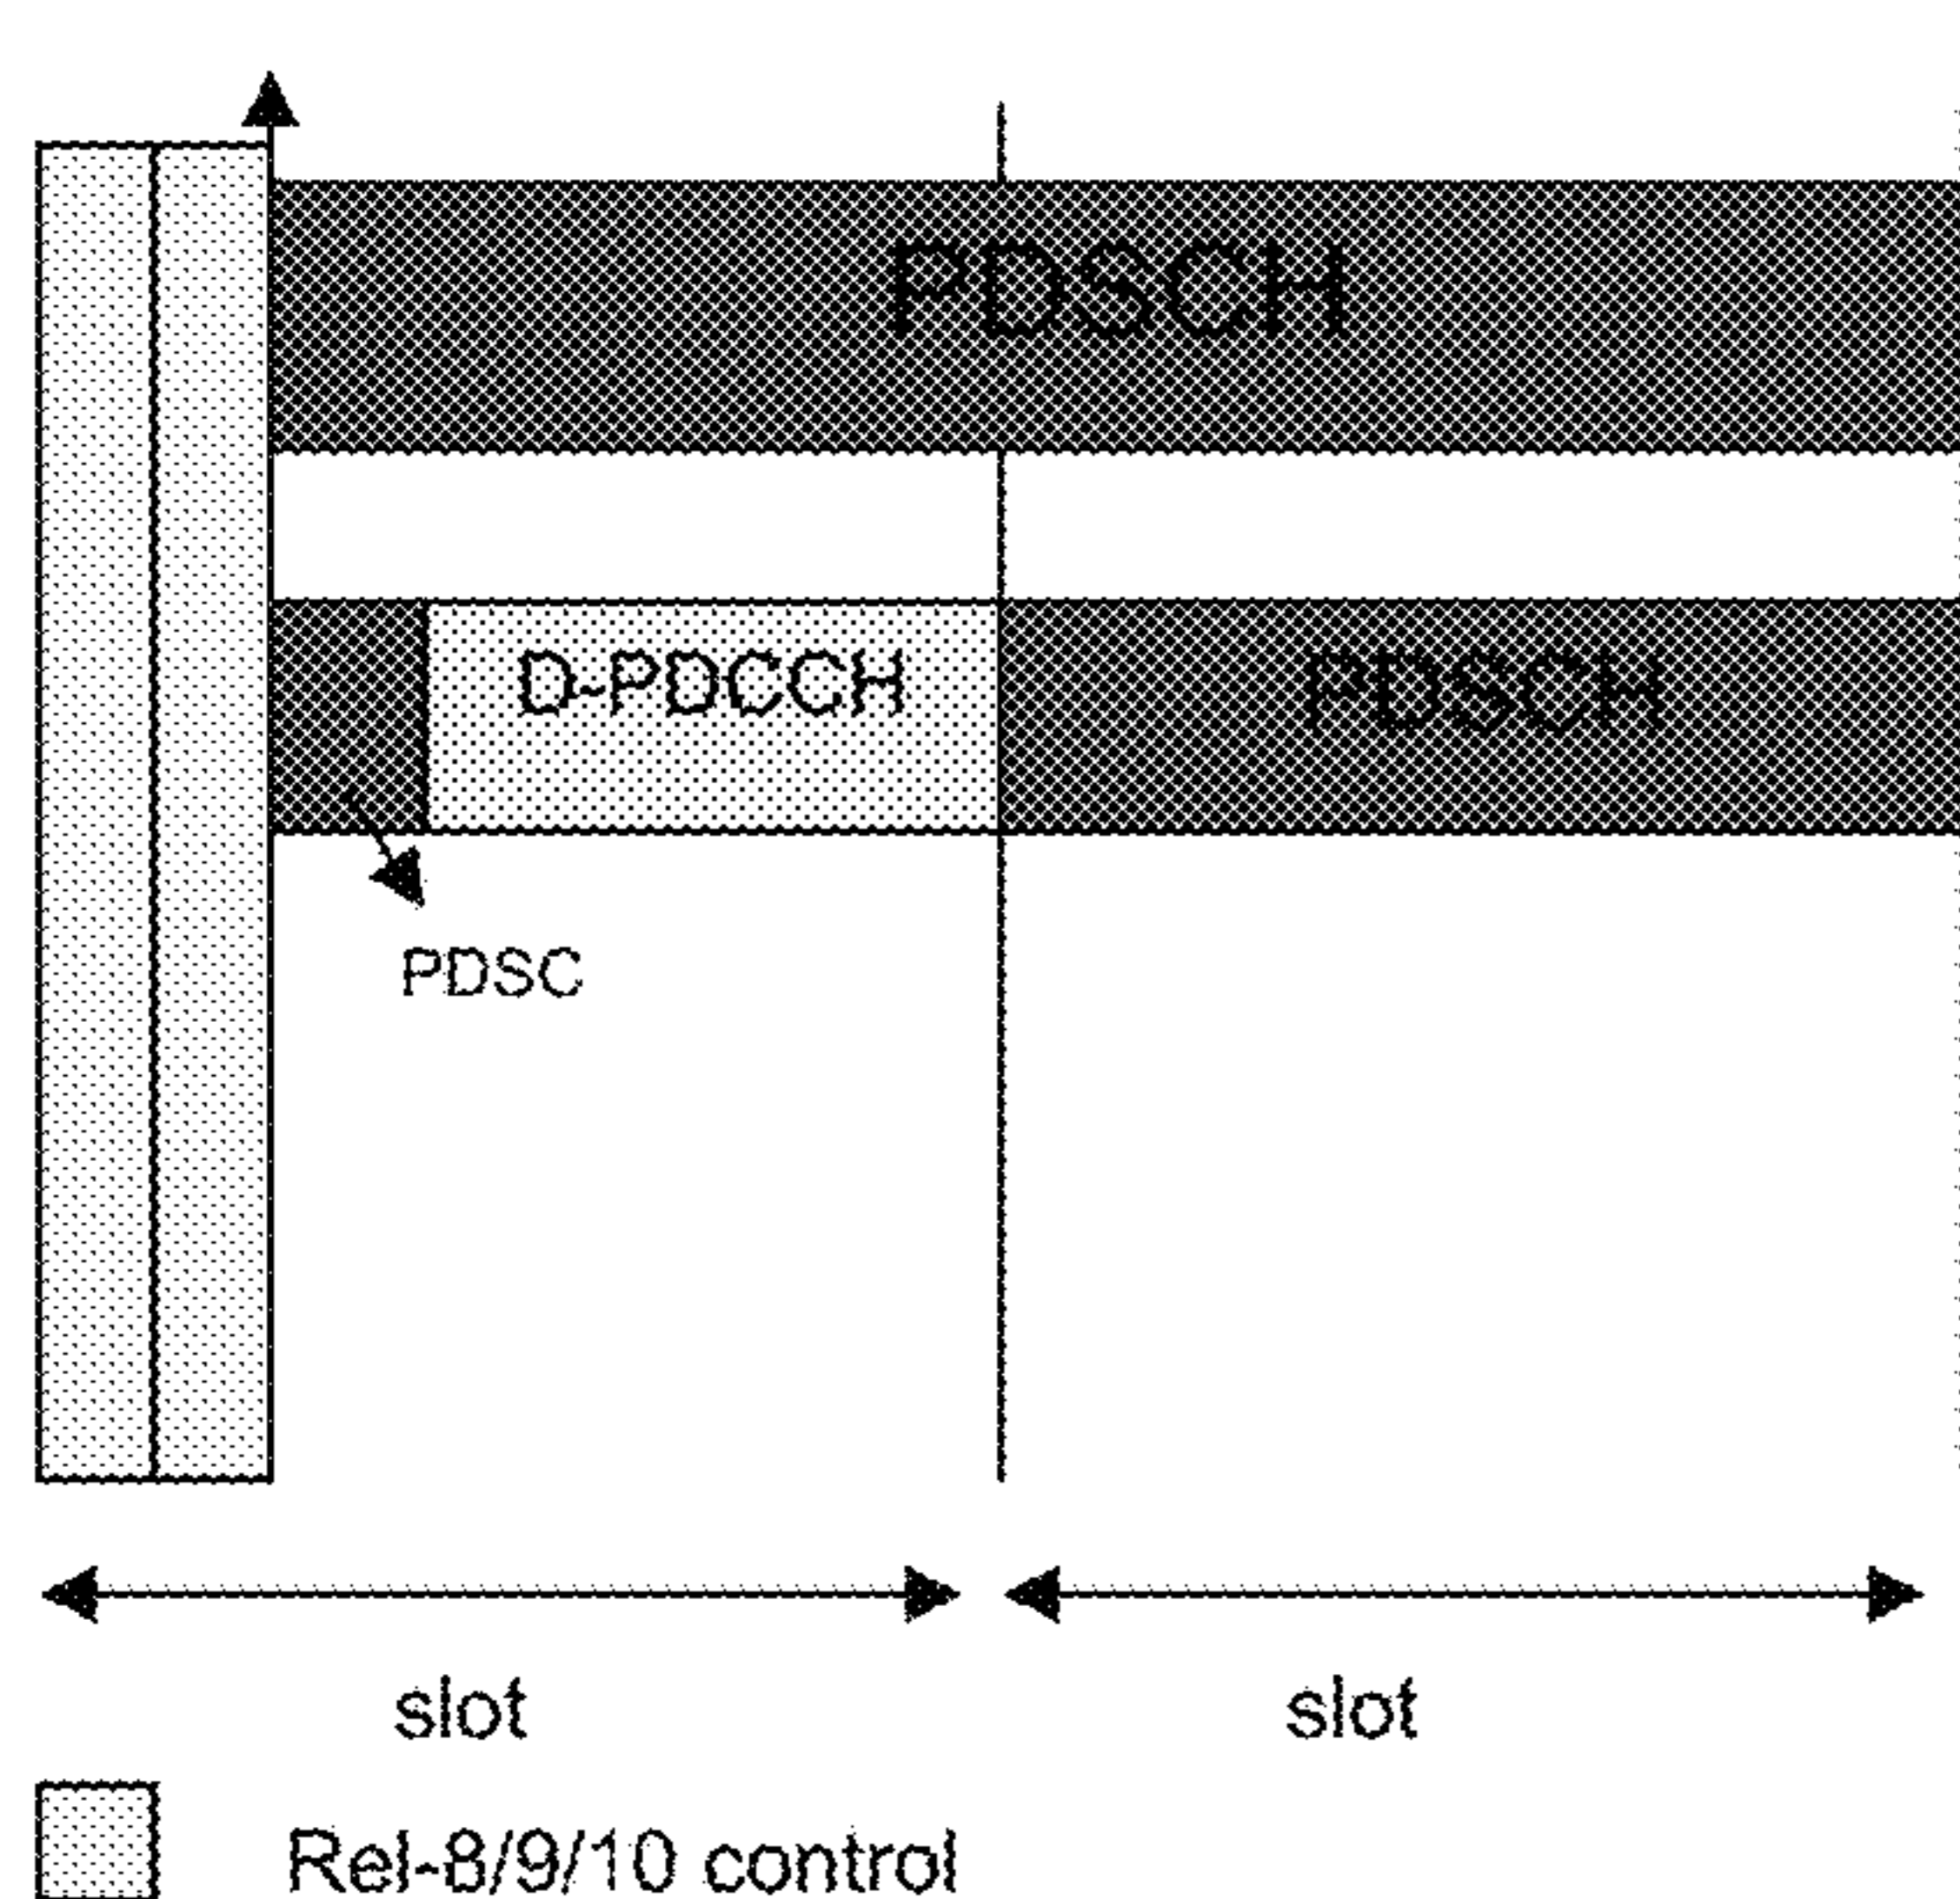 PDSCH
D-PDCCH PDSCH
PDSC
slot slot
Rel-8/9/10 control